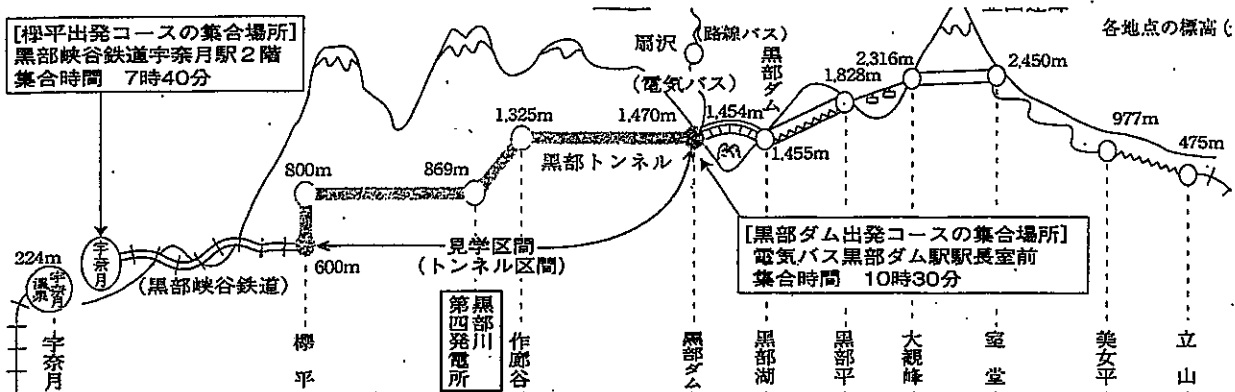 [欅平出発コースの集合場所]
黒部峡谷鉄道宇奈月駅2階
集合時間 7時40分
扇沢
(路線バス)
(電気バス)
黒部ダム
各地点の標高
2,316m
2,450m
1,828m
1,454m
1,470m
1,325m
977m
475m
1,455m
黒部トンネル
800m
869m
見学区間
(トンネル区間)
600m
[黒部ダム出発コースの集合場所]
電気バス黒部ダム駅駅長室前
集合時間 10時30分
224m
宇奈月温泉
宇奈月
(黒部峡谷鉄道)
宇奈月
欅平
黒部川
第四発電所
作廊谷
黒部ダム
黒部湖
黒部平
大観峰
室堂
美女平
立山